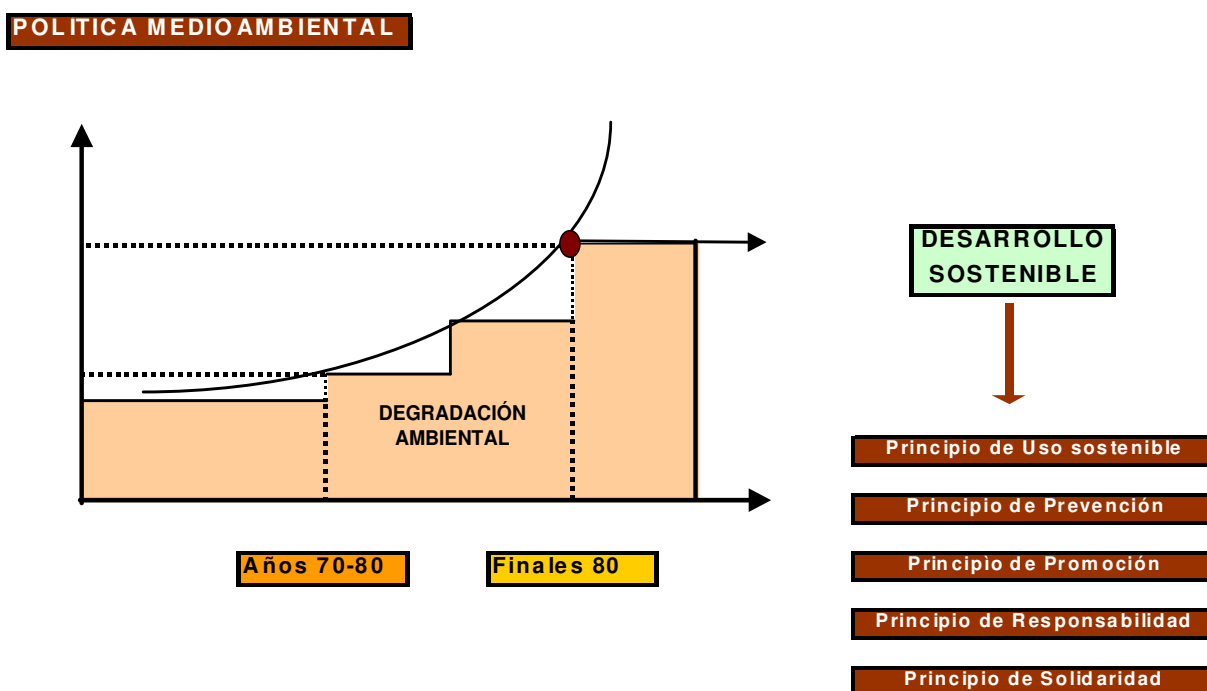 POLITICA MEDIOAMBIENTAL
DEGRADACIÓN
AMBIENTAL
Años 70-80
Finales 80
DESARROLLO
SOSTENIBLE
Principio de Uso sostenible
Principio de Prevención
Principìo de Promoción
Principio de Responsabilidad
Principio de Solidaridad